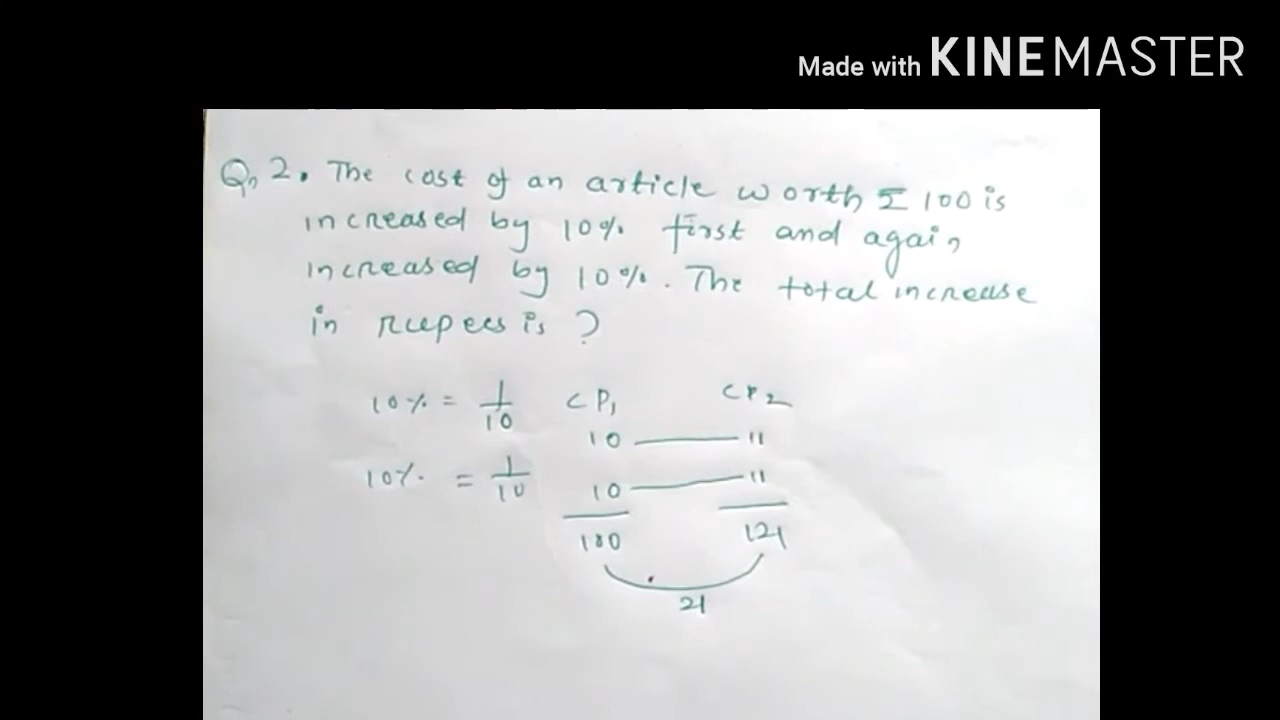 Made with KINEMASTER
Qn 2. The cost of an article worth ₹ 100 is
increased by 10% first and again
increased by 10%. The total increase
in rupees is ?
10% = 1/10 CP₁ CP₂
10 — 11
10% = 1/10 10 — 11
100 121
21